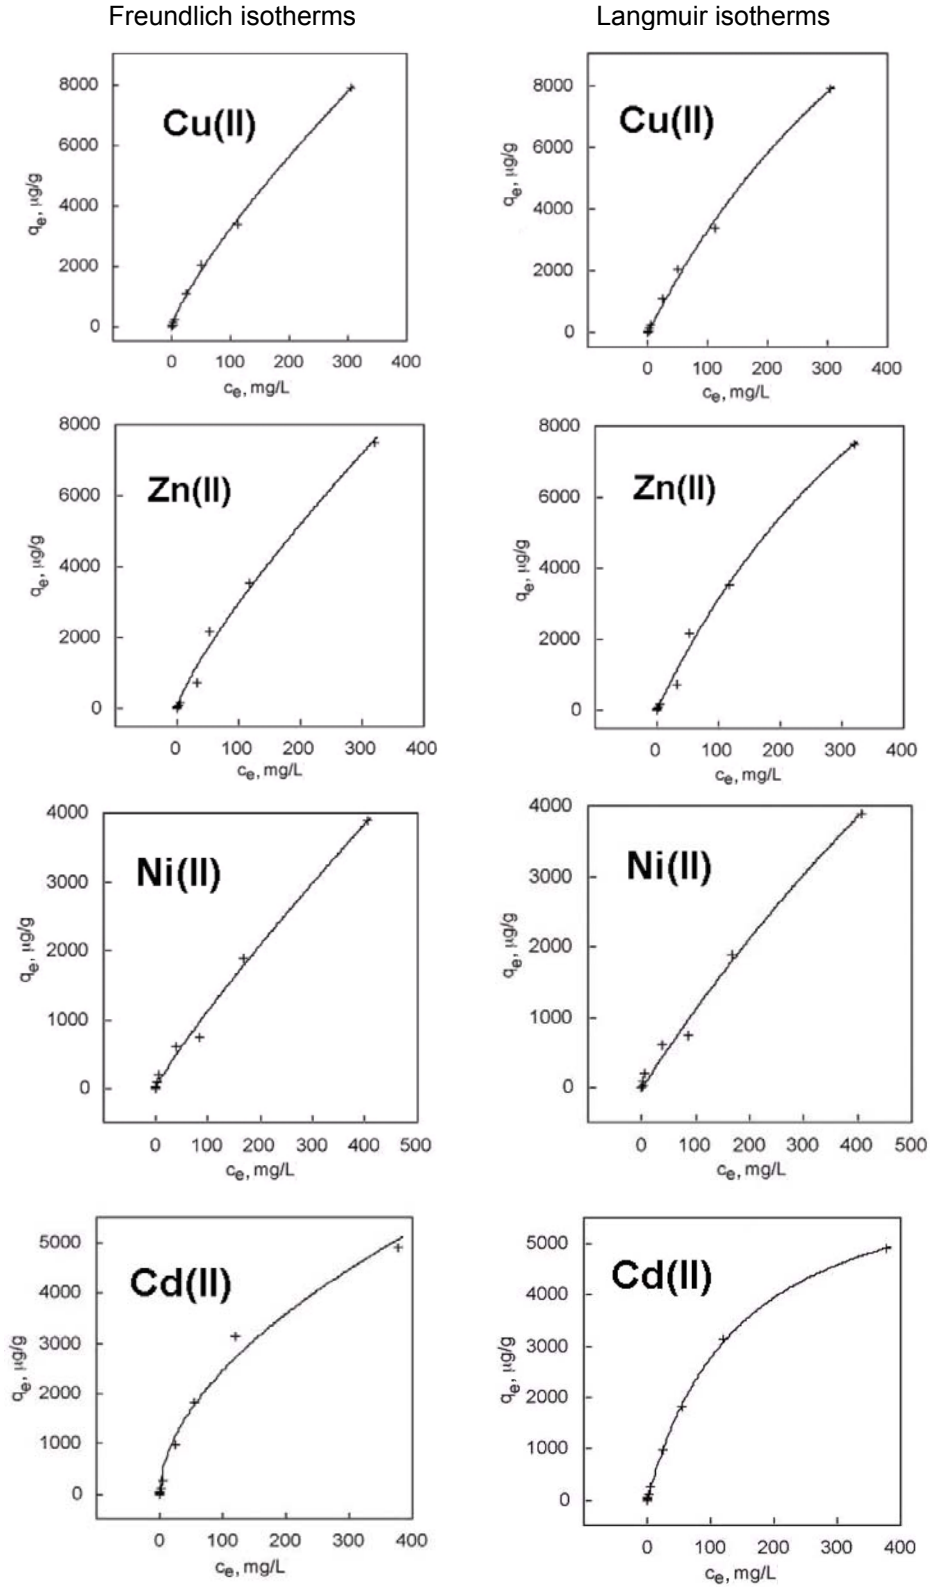 Freundlich isotherms
Langmuir isotherms
8000
6000
4000
2000
0
qe, µg/g
Cu(II)
0 100 200 300 400
ce, mg/L
8000
6000
4000
2000
0
qe, µg/g
Cu(II)
0 100 200 300 400
ce, mg/L
8000
6000
4000
2000
0
qe, µg/g
Zn(II)
0 100 200 300 400
ce, mg/L
8000
6000
4000
2000
0
qe, µg/g
Zn(II)
0 100 200 300 400
ce, mg/L
4000
3000
2000
1000
0
qe, µg/g
Ni(II)
0 100 200 300 400 500
ce, mg/L
4000
3000
2000
1000
0
qe, µg/g
Ni(II)
0 100 200 300 400 500
ce, mg/L
5000
4000
3000
2000
1000
0
qe, µg/g
Cd(II)
0 100 200 300 400
ce, mg/L
5000
4000
3000
2000
1000
0
qe, µg/g
Cd(II)
0 100 200 300 400
ce, mg/L